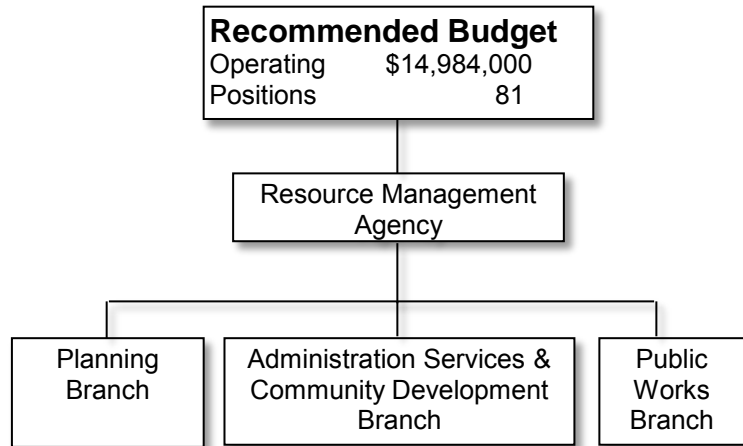 Recommended Budget
Operating $14,984,000
Positions 81
Resource Management
Agency
Planning
Branch
Administration Services &
Community Development
Branch
Public
Works
Branch